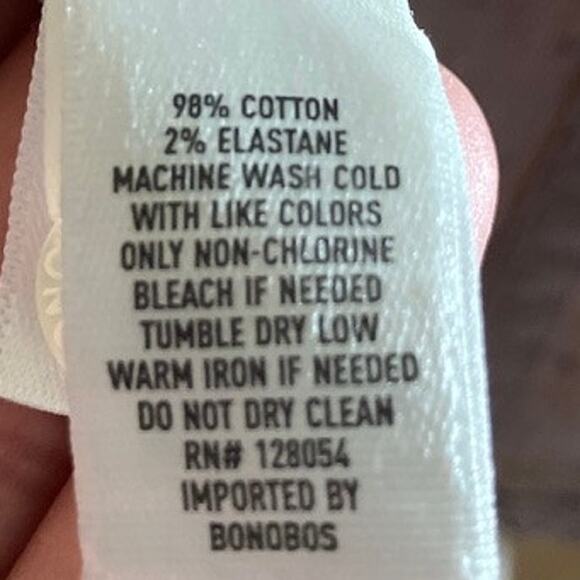 98% COTTON
2% ELASTANE
MACHINE WASH COLD
WITH LIKE COLORS
ONLY NON-CHLORINE
BLEACH IF NEEDED
TUMBLE DRY LOW
WARM IRON IF NEEDED
DO NOT DRY CLEAN
RN# 128054
IMPORTED BY
BONOBOS